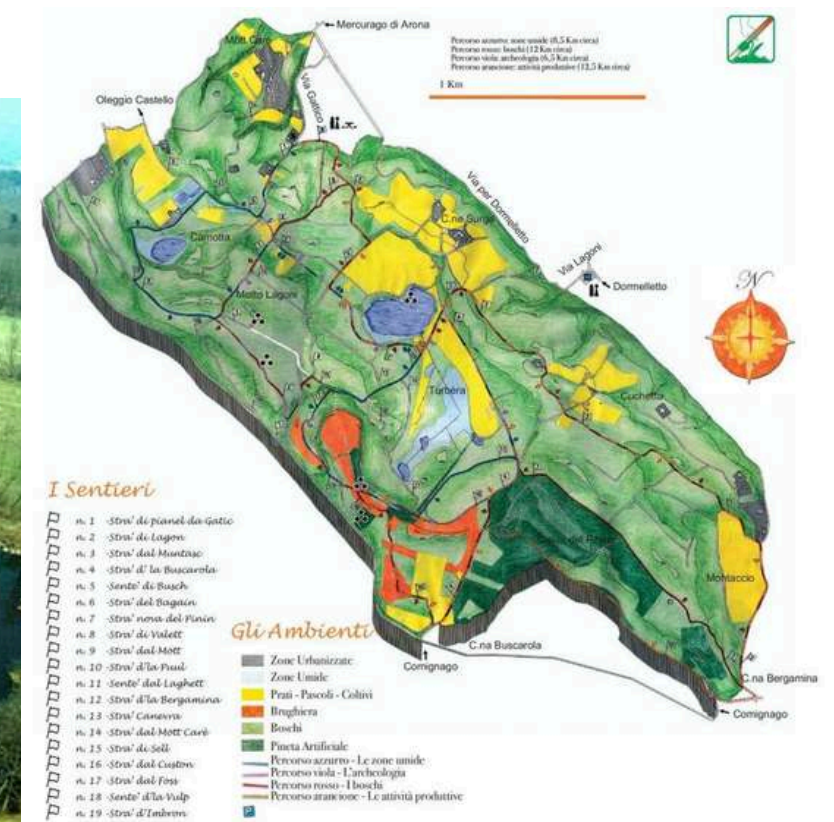 Mercurago di Arona
Percorso azzurro: zone umide (8,5 Km circa)
Percorso rosso: boschi (12 Km circa)
Percorso viola: archeologia (6,5 Km circa)
Percorso arancione: attività produttive (12,5 Km circa)
1 Km
Mott Carè
Oleggio Castello
Via Gattico
Via per Dormelletto
C.na Surga
Camotta
Via Lagoni
Dormelletto
N
Motto Lagoni
Torbera
Cuchetta
Montaccio
C.na Buscarola
Comignago
C.na Bergamina
Comignago
I Sentieri
n. 1 -Stra' di pianel da Gatic
n. 2 -Stra' di Lagon
n. 3 -Stra' dal Muntasc
n. 4 -Stra' d' la Buscarola
n. 5 -Sente' di Busch
n. 6 -Stra' del Bagain
n. 7 -Stra' nova del Pinin
n. 8 -Stra' di Valett
n. 9 -Stra' dal Mott
n. 10 -Stra' d'la Puul
n. 11 -Sente' dal Laghett
n. 12 -Stra' d'la Bergamina
n. 13 -Stra' Canevra
n. 14 -Stra' dal Mott Carè
n. 15 -Stra' di Sell
n. 16 -Stra' dal Custon
n. 17 -Stra' dal Foss
n. 18 -Sente' d'la Vulp
n. 19 -Stra' d'Imbron
Gli Ambienti
Zone Urbanizzate
Zone Umide
Prati - Pascoli - Coltivi
Brughiera
Boschi
Pineta Artificiale
Percorso azzurro - Le zone umide
Percorso viola - L'archeologia
Percorso rosso - I boschi
Percorso arancione - Le attività produttive
P